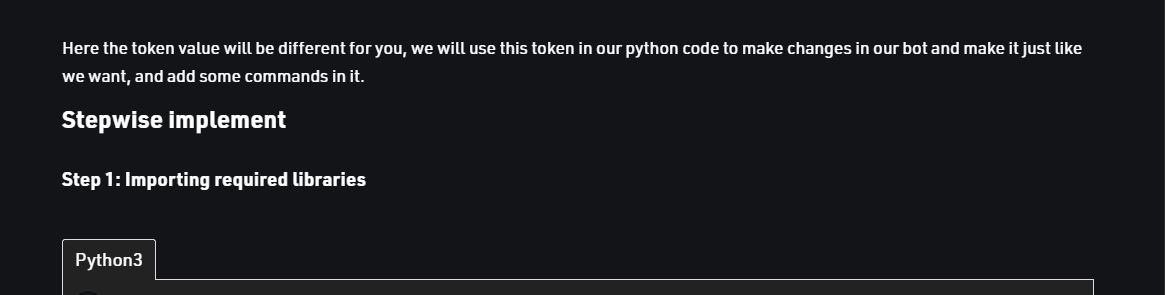 Here the token value will be different for you, we will use this token in our python code to make changes in our bot and make it just like
we want, and add some commands in it.
Stepwise implement
Step 1: Importing required libraries
Python3